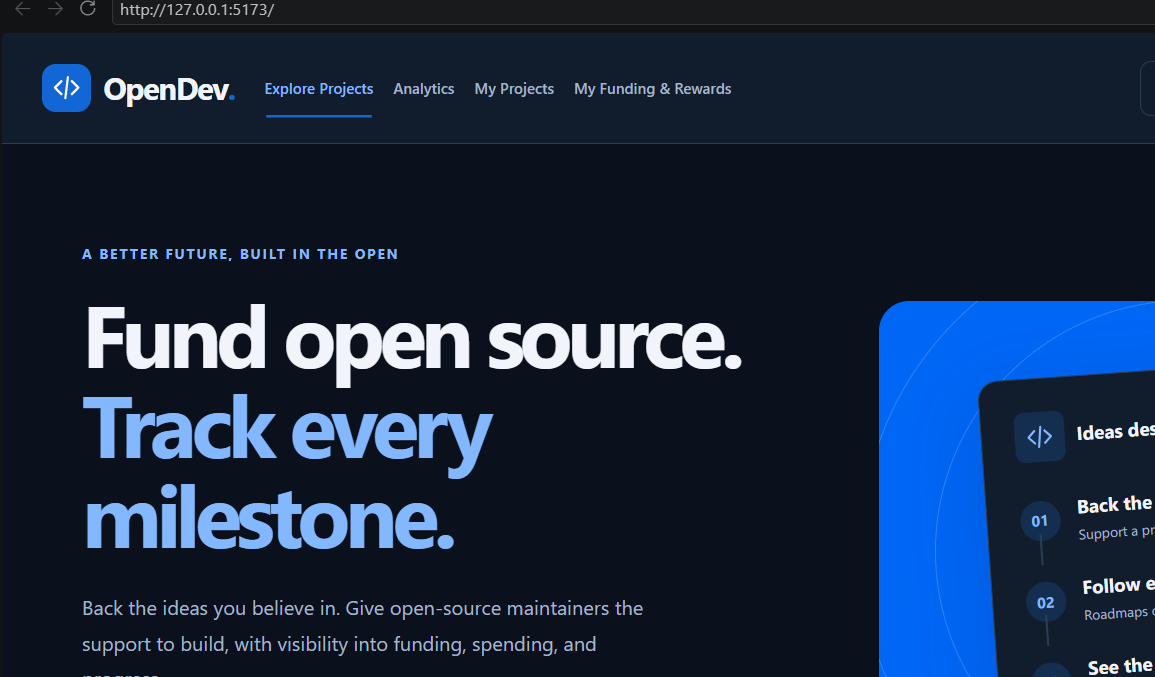 http://127.0.0.1:5173/
</> OpenDev. Explore Projects Analytics My Projects My Funding & Rewards
A BETTER FUTURE, BUILT IN THE OPEN
Fund open source.
Track every
milestone.
Back the ideas you believe in. Give open-source maintainers the
support to build, with visibility into funding, spending, and
</> Ideas
01 Back the
Support a
02 Follow
Roadmaps
See the